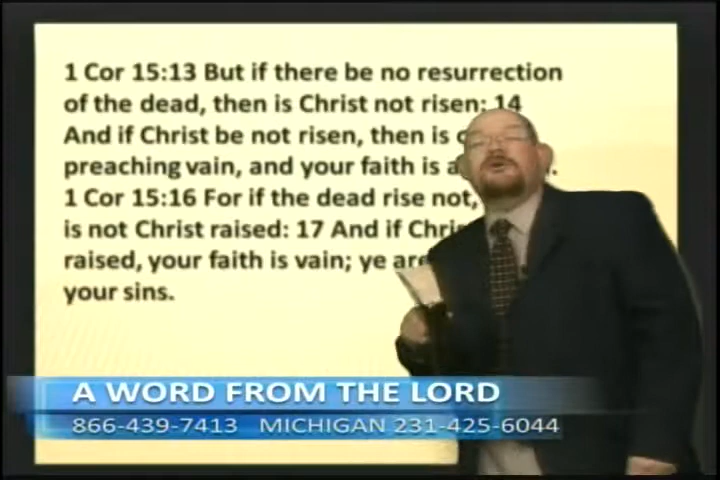 1 Cor 15:13 But if there be no resurrection
of the dead, then is Christ not risen: 14
And if Christ be not risen, then is
preaching vain, and your faith is
1 Cor 15:16 For if the dead rise not,
is not Christ raised: 17 And if
raised, your faith is vain; ye are
your sins.
A WORD FROM THE LORD
866-439-7413 MICHIGAN 231-425-6044